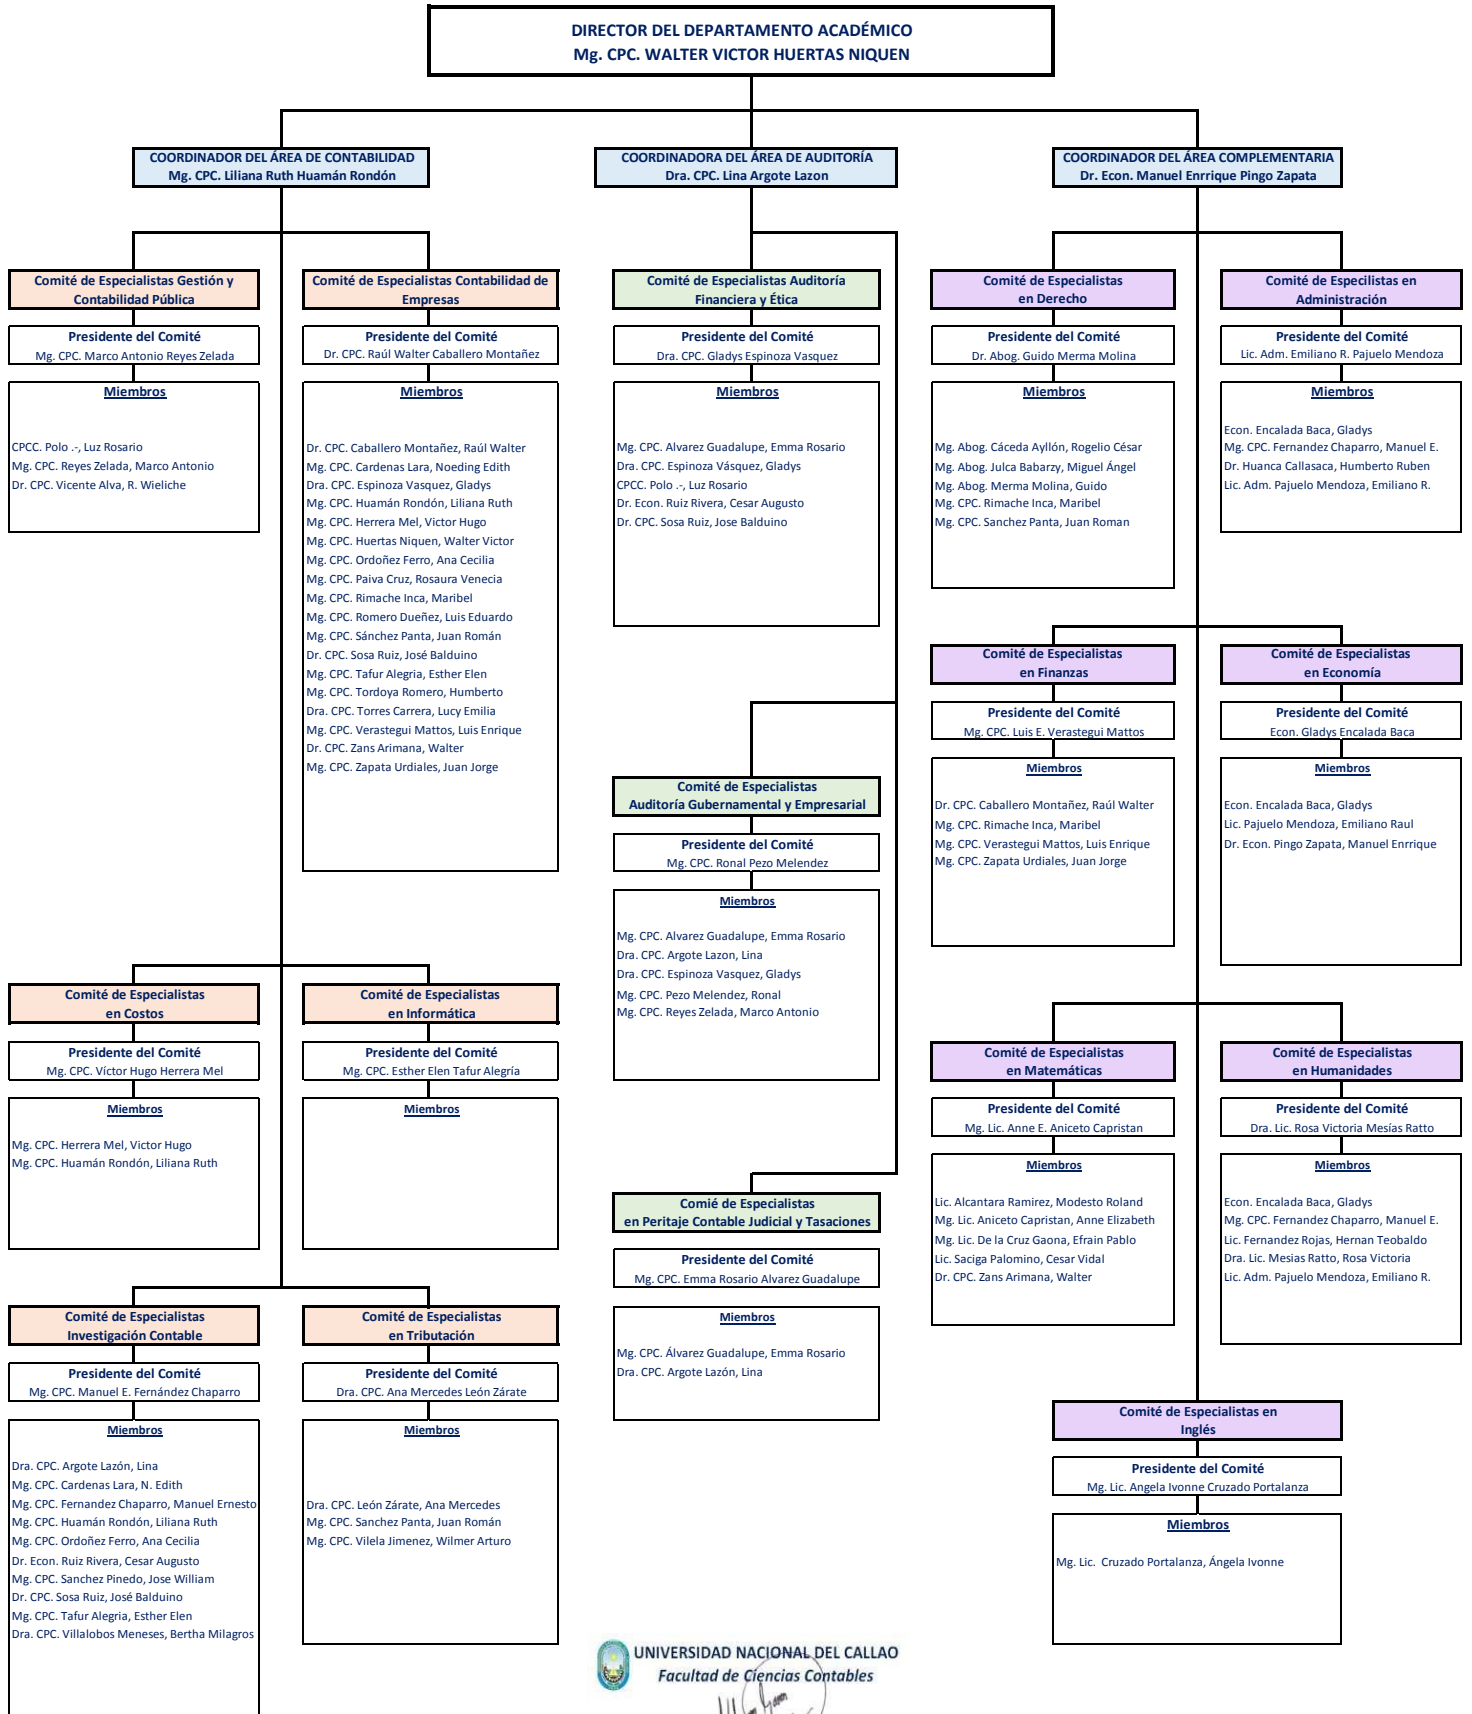 DIRECTOR DEL DEPARTAMENTO ACADÉMICO
Mg. CPC. WALTER VICTOR HUERTAS NIQUEN
COORDINADOR DEL ÁREA DE CONTABILIDAD
Mg. CPC. Liliana Ruth Huamán Rondón
COORDINADORA DEL ÁREA DE AUDITORÍA
Dra. CPC. Lina Argote Lazon
COORDINADOR DEL ÁREA COMPLEMENTARIA
Dr. Econ. Manuel Enrrique Pingo Zapata
Comité de Especialistas Gestión y
Contabilidad Pública
Presidente del Comité
Mg. CPC. Marco Antonio Reyes Zelada
Miembros
CPCC. Polo .-, Luz Rosario
Mg. CPC. Reyes Zelada, Marco Antonio
Dr. CPC. Vicente Alva, R. Wieliche
Comité de Especialistas Contabilidad de
Empresas
Presidente del Comité
Dr. CPC. Raúl Walter Caballero Montañez
Miembros
Dr. CPC. Caballero Montañez, Raúl Walter
Mg. CPC. Cardenas Lara, Noeding Edith
Dra. CPC. Espinoza Vasquez, Gladys
Mg. CPC. Huamán Rondón, Liliana Ruth
Mg. CPC. Herrera Mel, Victor Hugo
Mg. CPC. Huertas Niquen, Walter Victor
Mg. CPC. Ordoñez Ferro, Ana Cecilia
Mg. CPC. Paiva Cruz, Rosaura Venecia
Mg. CPC. Rimache Inca, Maribel
Mg. CPC. Romero Dueñez, Luis Eduardo
Mg. CPC. Sánchez Panta, Juan Román
Dr. CPC. Sosa Ruiz, José Balduino
Mg. CPC. Tafur Alegria, Esther Elen
Mg. CPC. Tordoya Romero, Humberto
Dra. CPC. Torres Carrera, Lucy Emilia
Mg. CPC. Verastegui Mattos, Luis Enrique
Dr. CPC. Zans Arimana, Walter
Mg. CPC. Zapata Urdiales, Juan Jorge
Comité de Especialistas Auditoría
Financiera y Ética
Presidente del Comité
Dra. CPC. Gladys Espinoza Vasquez
Miembros
Mg. CPC. Alvarez Guadalupe, Emma Rosario
Dra. CPC. Espinoza Vásquez, Gladys
CPCC. Polo .-, Luz Rosario
Dr. Econ. Ruiz Rivera, Cesar Augusto
Dr. CPC. Sosa Ruiz, Jose Balduino
Comité de Especialistas
en Derecho
Presidente del Comité
Dr. Abog. Guido Merma Molina
Miembros
Mg. Abog. Cáceda Ayllón, Rogelio César
Mg. Abog. Julca Babarzy, Miguel Ángel
Mg. Abog. Merma Molina, Guido
Mg. CPC. Rimache Inca, Maribel
Mg. CPC. Sanchez Panta, Juan Roman
Comité de Especilistas en
Administración
Presidente del Comité
Lic. Adm. Emiliano R. Pajuelo Mendoza
Miembros
Econ. Encalada Baca, Gladys
Mg. CPC. Fernandez Chaparro, Manuel E.
Dr. Huanca Callasaca, Humberto Ruben
Lic. Adm. Pajuelo Mendoza, Emiliano R.
Comité de Especialistas
en Finanzas
Presidente del Comité
Mg. CPC. Luis E. Verastegui Mattos
Miembros
Dr. CPC. Caballero Montañez, Raúl Walter
Mg. CPC. Rimache Inca, Maribel
Mg. CPC. Verastegui Mattos, Luis Enrique
Mg. CPC. Zapata Urdiales, Juan Jorge
Comité de Especialistas
en Economía
Presidente del Comité
Econ. Gladys Encalada Baca
Miembros
Econ. Encalada Baca, Gladys
Lic. Pajuelo Mendoza, Emiliano Raul
Dr. Econ. Pingo Zapata, Manuel Enrrique
Comité de Especialistas
Auditoría Gubernamental y Empresarial
Presidente del Comité
Mg. CPC. Ronal Pezo Melendez
Miembros
Mg. CPC. Alvarez Guadalupe, Emma Rosario
Dra. CPC. Argote Lazon, Lina
Dra. CPC. Espinoza Vasquez, Gladys
Mg. CPC. Pezo Melendez, Ronal
Mg. CPC. Reyes Zelada, Marco Antonio
Comité de Especialistas
en Costos
Presidente del Comité
Mg. CPC. Víctor Hugo Herrera Mel
Miembros
Mg. CPC. Herrera Mel, Victor Hugo
Mg. CPC. Huamán Rondón, Liliana Ruth
Comité de Especialistas
en Informática
Presidente del Comité
Mg. CPC. Esther Elen Tafur Alegría
Miembros
Comité de Especialistas
en Matemáticas
Presidente del Comité
Mg. Lic. Anne E. Aniceto Capristan
Miembros
Lic. Alcantara Ramirez, Modesto Roland
Mg. Lic. Aniceto Capristan, Anne Elizabeth
Mg. Lic. De la Cruz Gaona, Efrain Pablo
Lic. Saciga Palomino, Cesar Vidal
Dr. CPC. Zans Arimana, Walter
Comité de Especialistas
en Humanidades
Presidente del Comité
Dra. Lic. Rosa Victoria Mesías Ratto
Miembros
Econ. Encalada Baca, Gladys
Mg. CPC. Fernandez Chaparro, Manuel E.
Lic. Fernandez Rojas, Hernan Teobaldo
Dra. Lic. Mesias Ratto, Rosa Victoria
Lic. Adm. Pajuelo Mendoza, Emiliano R.
Comié de Especialistas
en Peritaje Contable Judicial y Tasaciones
Presidente del Comité
Mg. CPC. Emma Rosario Alvarez Guadalupe
Miembros
Mg. CPC. Álvarez Guadalupe, Emma Rosario
Dra. CPC. Argote Lazón, Lina
Comité de Especialistas
Investigación Contable
Presidente del Comité
Mg. CPC. Manuel E. Fernández Chaparro
Miembros
Dra. CPC. Argote Lazón, Lina
Mg. CPC. Cardenas Lara, N. Edith
Mg. CPC. Fernandez Chaparro, Manuel Ernesto
Mg. CPC. Huamán Rondón, Liliana Ruth
Mg. CPC. Ordoñez Ferro, Ana Cecilia
Dr. Econ. Ruiz Rivera, Cesar Augusto
Mg. CPC. Sanchez Pinedo, Jose William
Dr. CPC. Sosa Ruiz, José Balduino
Mg. CPC. Tafur Alegria, Esther Elen
Dra. CPC. Villalobos Meneses, Bertha Milagros
Comité de Especialistas
en Tributación
Presidente del Comité
Dra. CPC. Ana Mercedes León Zárate
Miembros
Dra. CPC. León Zárate, Ana Mercedes
Mg. CPC. Sanchez Panta, Juan Román
Mg. CPC. Vilela Jimenez, Wilmer Arturo
Comité de Especialistas en
Inglés
Presidente del Comité
Mg. Lic. Angela Ivonne Cruzado Portalanza
Miembros
Mg. Lic. Cruzado Portalanza, Ángela Ivonne
UNIVERSIDAD NACIONAL DEL CALLAO
Facultad de Ciencias Contables